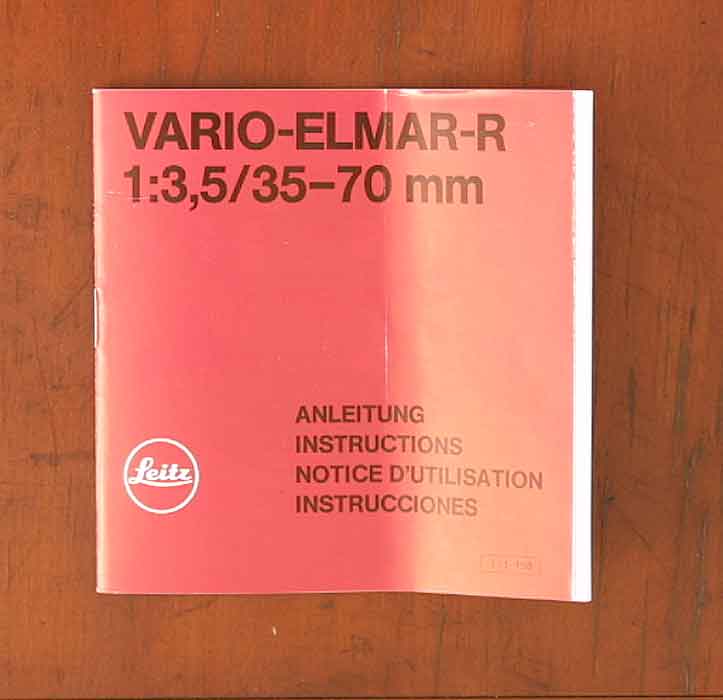 VARIO-ELMAR-R
1:3,5/35–70 mm
ANLEITUNG
INSTRUCTIONS
NOTICE D'UTILISATION
INSTRUCCIONES
Leitz